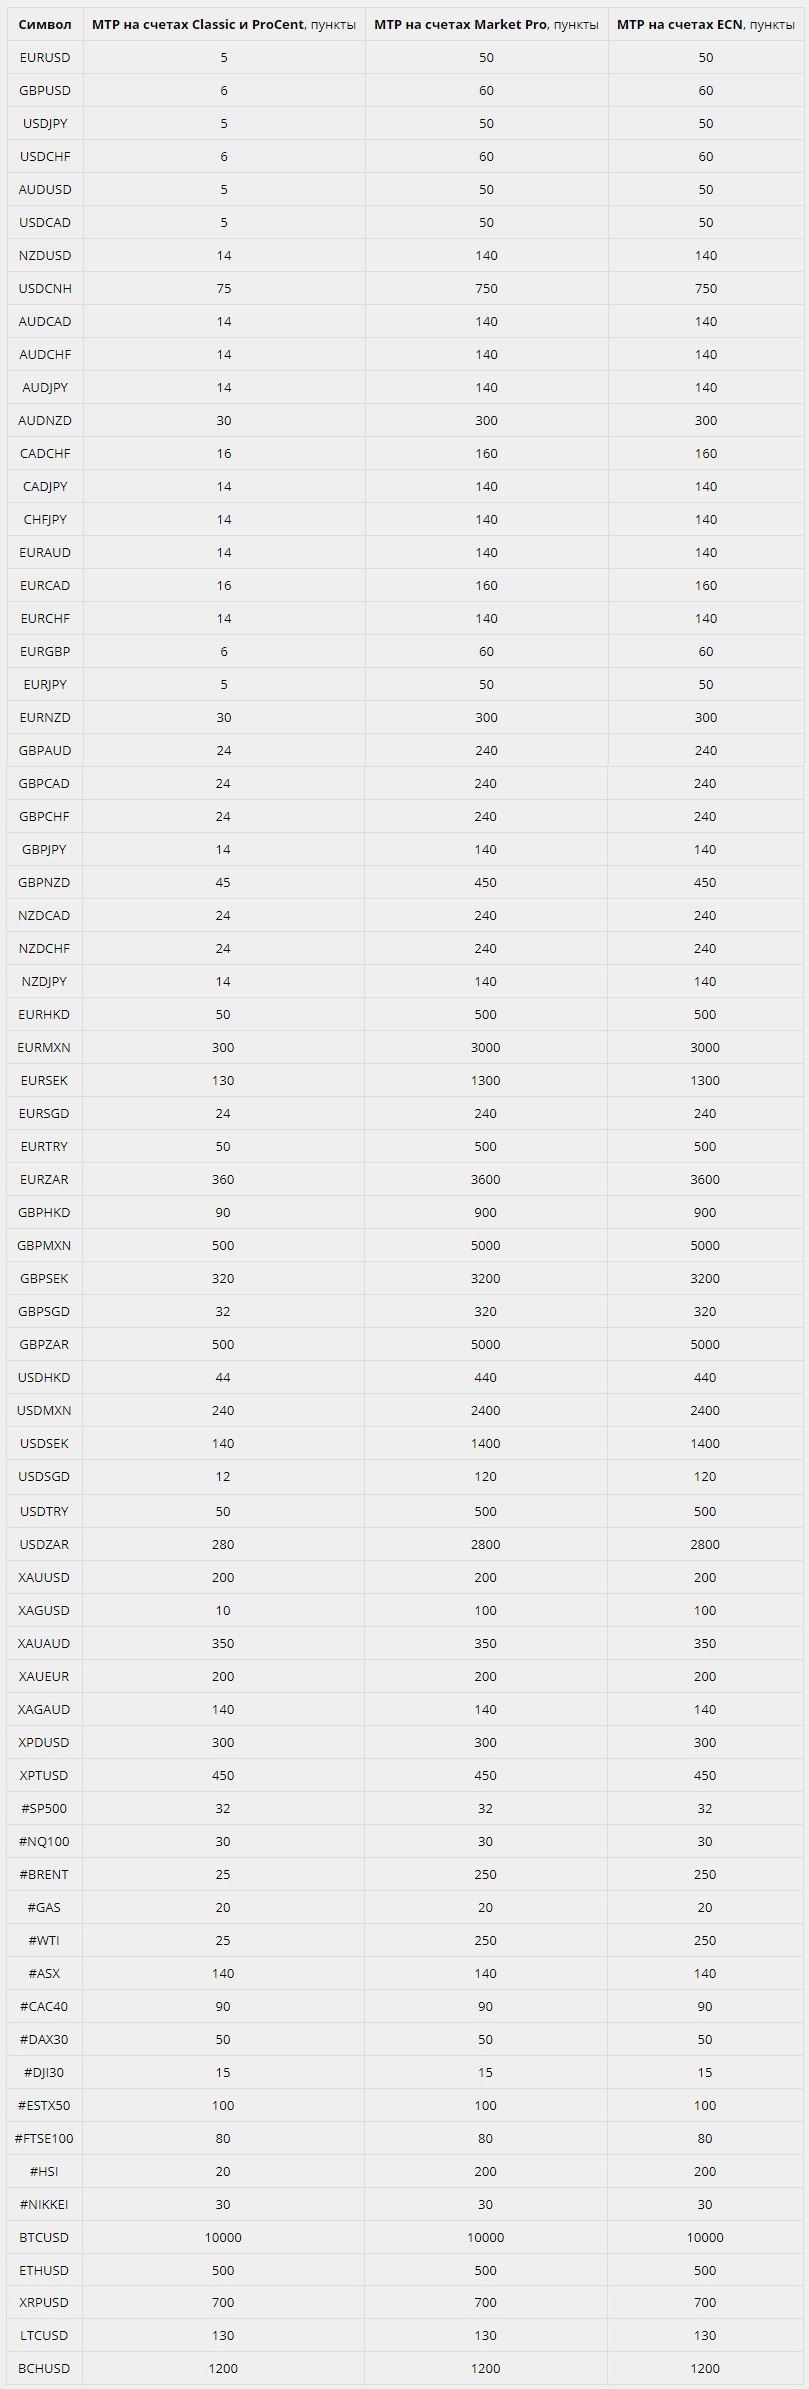 Символ МТР на счетах Classic и ProCent, пункты МТР на счетах Market Pro, пункты МТР на счетах ECN, пункты
EURUSD 5 50 50
GBPUSD 6 60 60
USDJPY 5 50 50
USDCHF 6 60 60
AUDUSD 5 50 50
USDCAD 5 50 50
NZDUSD 14 140 140
USDCNH 75 750 750
AUDCAD 14 140 140
AUDCHF 14 140 140
AUDJPY 14 140 140
AUDNZD 30 300 300
CADCHF 16 160 160
CADJPY 14 140 140
CHFJPY 14 140 140
EURAUD 14 140 140
EURCAD 16 160 160
EURCHF 14 140 140
EURGBP 6 60 60
EURJPY 5 50 50
EURNZD 30 300 300
GBPAUD 24 240 240
GBPCAD 24 240 240
GBPCHF 24 240 240
GBPJPY 14 140 140
GBPNZD 45 450 450
NZDCAD 24 240 240
NZDCHF 24 240 240
NZDJPY 14 140 140
EURHKD 50 500 500
EURMXN 300 3000 3000
EURSEK 130 1300 1300
EURSGD 24 240 240
EURTRY 50 500 500
EURZAR 360 3600 3600
GBPHKD 90 900 900
GBPMXN 500 5000 5000
GBPSEK 320 3200 3200
GBPSGD 32 320 320
GBPZAR 500 5000 5000
USDHKD 44 440 440
USDMXN 240 2400 2400
USDSEK 140 1400 1400
USDSGD 12 120 120
USDTRY 50 500 500
USDZAR 280 2800 2800
XAUUSD 200 200 200
XAGUSD 10 100 100
XAUAUD 350 350 350
XAUEUR 200 200 200
XAGAUD 140 140 140
XPDUSD 300 300 300
XPTUSD 450 450 450
#SP500 32 32 32
#NQ100 30 30 30
#BRENT 25 250 250
#GAS 20 20 20
#WTI 25 250 250
#ASX 140 140 140
#CAC40 90 90 90
#DAX30 50 50 50
#DJI30 15 15 15
#ESTX50 100 100 100
#FTSE100 80 80 80
#HSI 20 200 200
#NIKKEI 30 30 30
BTCUSD 10000 10000 10000
ETHUSD 500 500 500
XRPUSD 700 700 700
LTCUSD 130 130 130
BCHUSD 1200 1200 1200